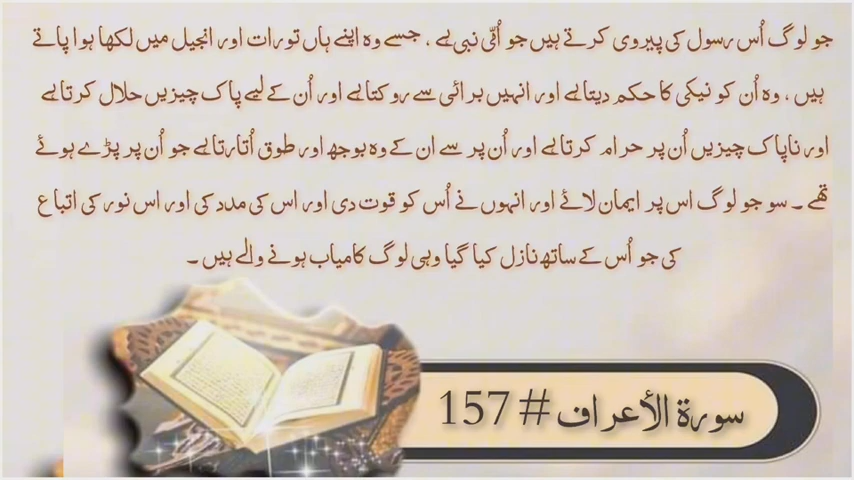 جو لوگ اُس رسول کی پیروی کرتے ہیں جو اُمّی نبی ہے ، جسے وہ اپنے ہاں تورات اور انجیل میں لکھا ہوا پاتے
ہیں ، وہ اُن کو نیکی کا حکم دیتا ہے اور انہیں برائی سے روکتا ہے اور اُن کے لیے پاک چیزیں حلال کرتا ہے
اور ناپاک چیزیں اُن پر حرام کرتا ہے اور اُن پر سے ان کے وہ بوجھ اور طوق اُتارتا ہے جو اُن پر پڑے ہوئے
تھے ۔ سو جو لوگ اس پر ایمان لائے اور انہوں نے اُس کو قوت دی اور اس کی مدد کی اور اس نور کی اتباع
کی جو اُس کے ساتھ نازل کیا گیا وہی لوگ کامیاب ہونے والے ہیں ۔
سورة الأعراف # 157